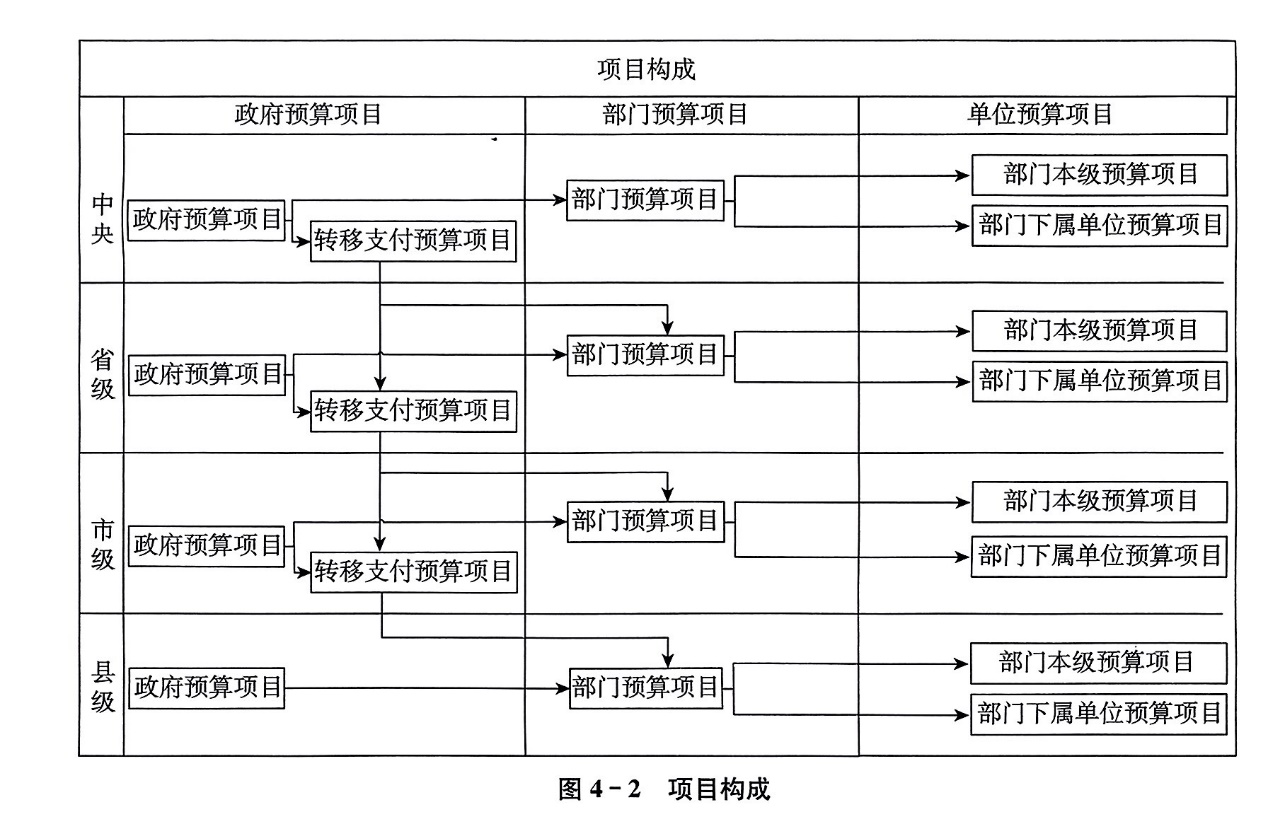 项目构成
政府预算项目 部门预算项目 单位预算项目
中央
政府预算项目
转移支付预算项目
部门预算项目
部门本级预算项目
部门下属单位预算项目
省级
政府预算项目
转移支付预算项目
部门预算项目
部门本级预算项目
部门下属单位预算项目
市级
政府预算项目
转移支付预算项目
部门预算项目
部门本级预算项目
部门下属单位预算项目
县级
政府预算项目
部门预算项目
部门本级预算项目
部门下属单位预算项目
图 4-2 项目构成